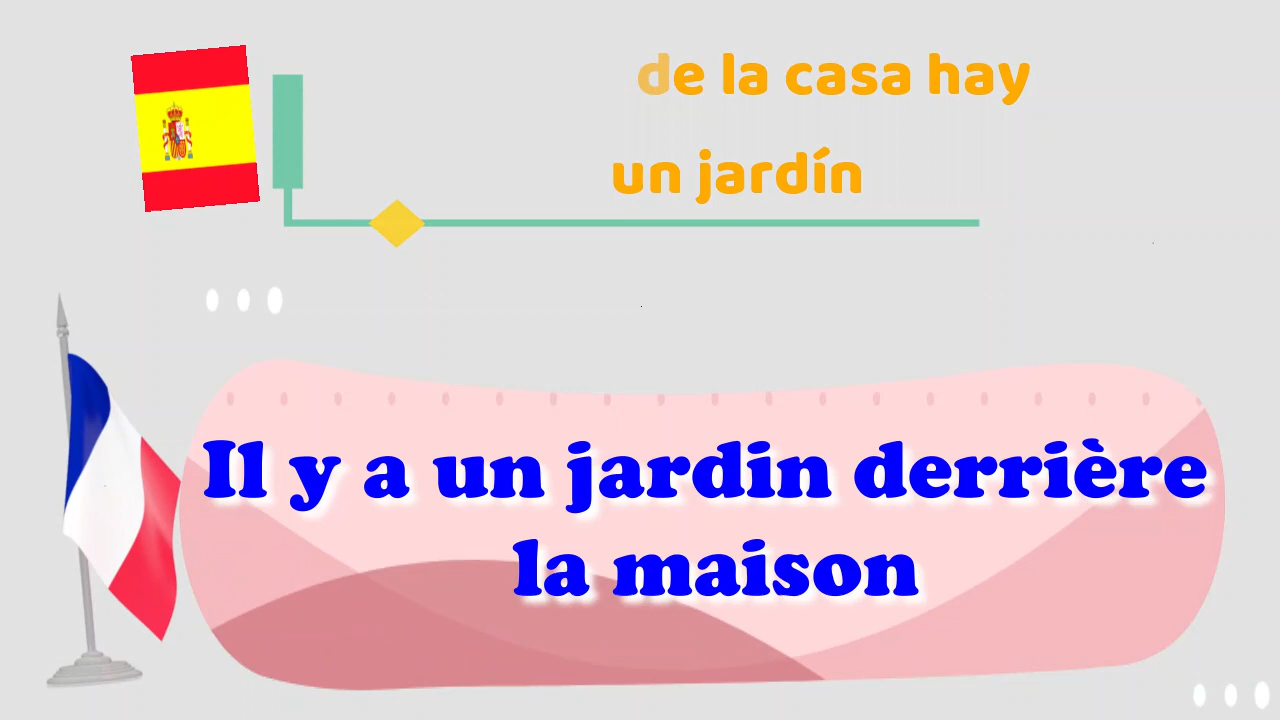 de la casa hay
un jardín
Il y a un jardin derrière
la maison